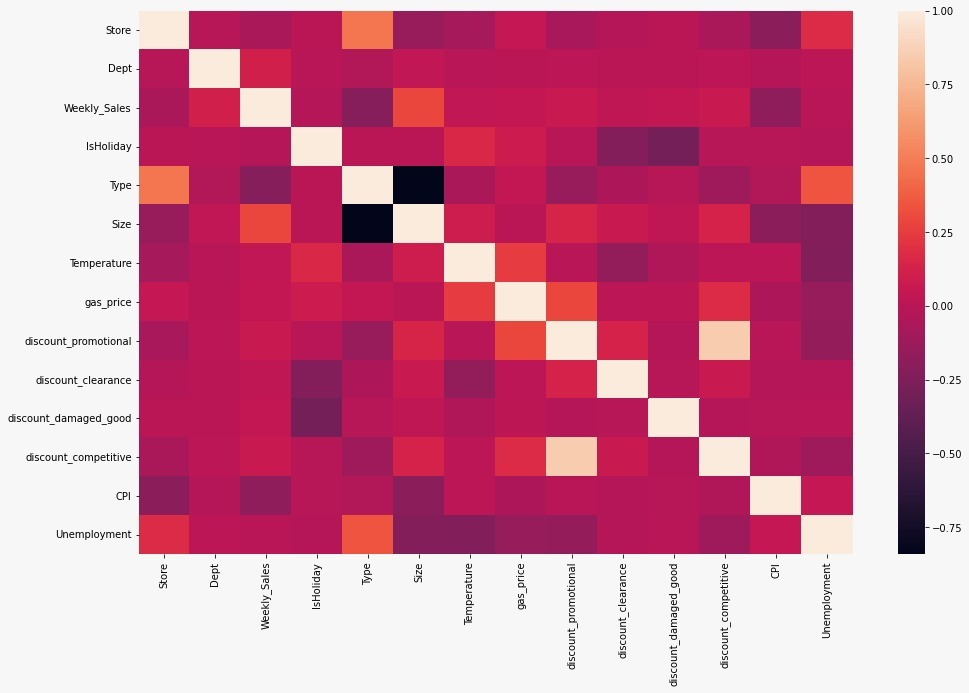 Store
Dept
Weekly_Sales
IsHoliday
Type
Size
Temperature
gas_price
discount_promotional
discount_clearance
discount_damaged_good
discount_competitive
CPI
Unemployment
Store
Dept
Weekly_Sales
IsHoliday
Type
Size
Temperature
gas_price
discount_promotional
discount_clearance
discount_damaged_good
discount_competitive
CPI
Unemployment
1.00
0.75
0.50
0.25
0.00
−0.25
−0.50
−0.75